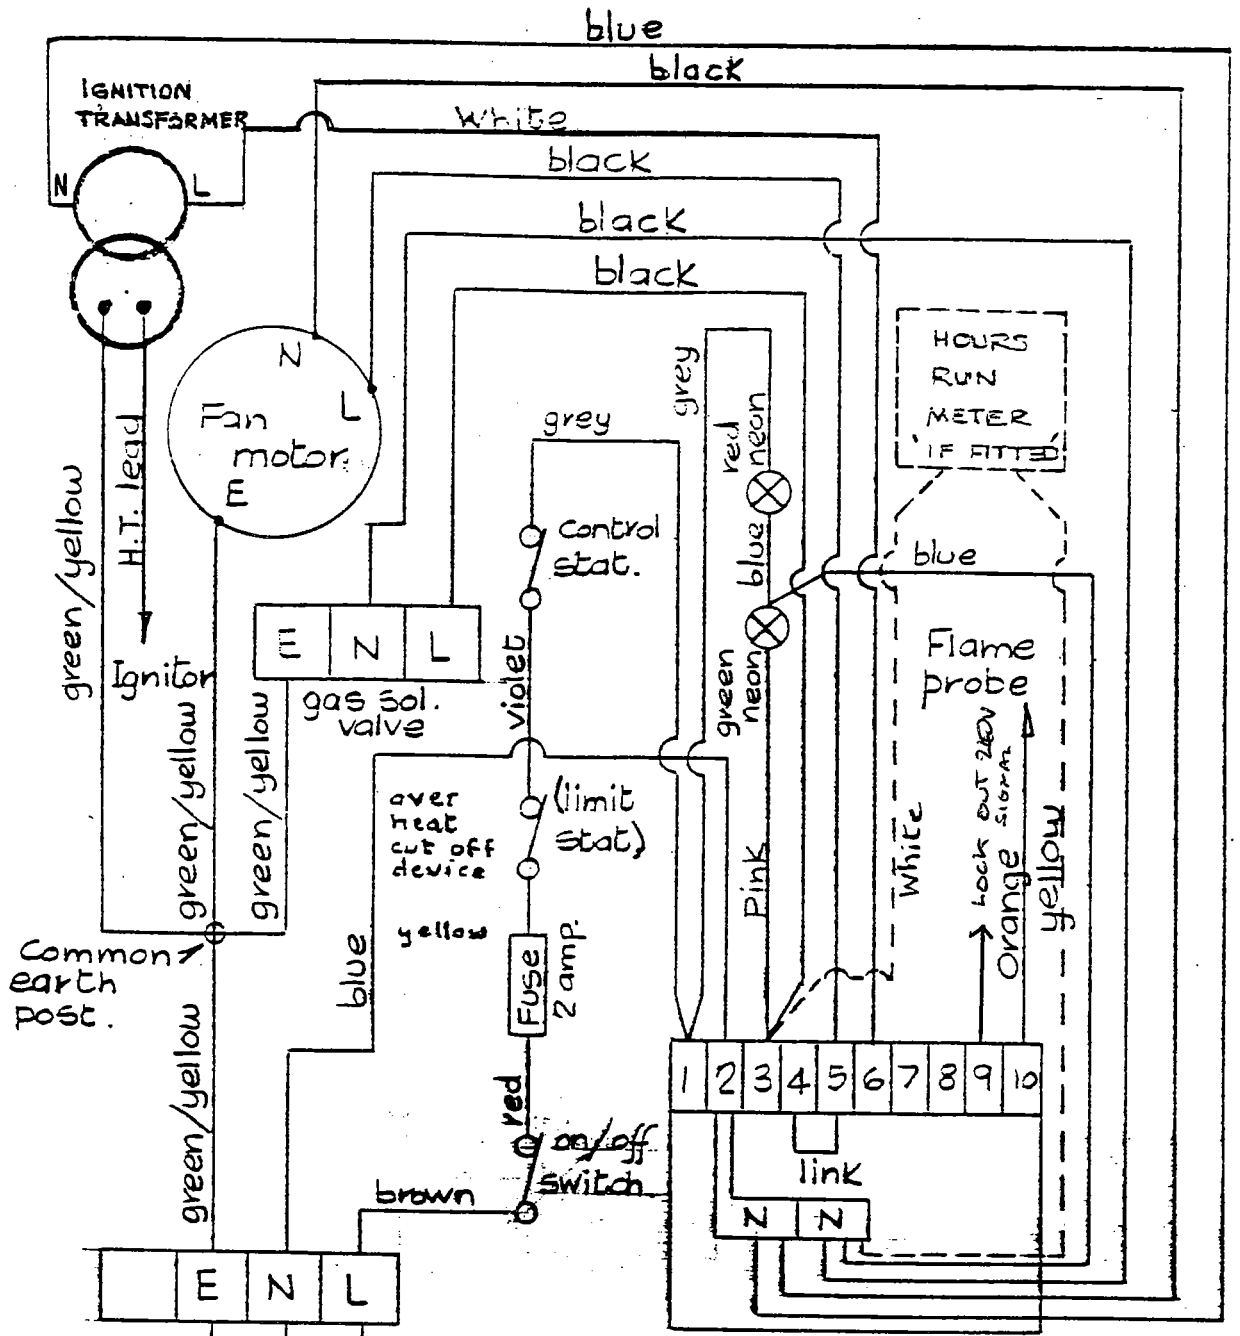 blue
black
IGNITION
TRANSFORMER
White
black
N
L
black
black
HOURS
RUN
METER
'IF FITTED'
N
L
Fan
motor.
E
grey
grey
red
neon
control
stat.
blue
blue
green/yellow
H.T. lead
Ignitor
E N L
gas sol.
valve
violet
green
neon
Flame
probe
green/yellow
green/yellow
over
heat
cut off
device
(limit
stat)
Pink
White
LOCK OUT 240V
SIGNAL
Orange
yellow
yellow
Fuse
2 amp.
Common
earth
post.
blue
green/yellow
red
1 2 3 4 5 6 7 8 9 10
on/off
switch
link
brown
N N
E N L